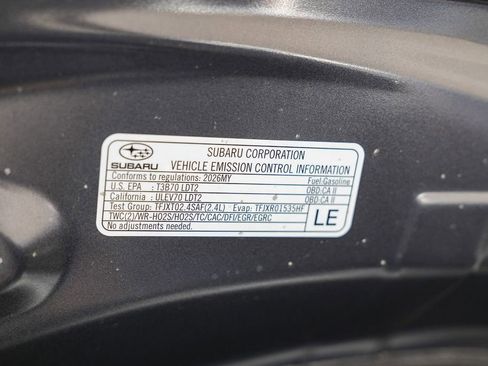 SUBARU CORPORATION
SUBARU VEHICLE EMISSION CONTROL INFORMATION
Conforms to regulations: 2026MY Fuel:Gasoline
U.S. EPA : T3B70 LDT2 OBD:CA II
California : ULEV70 LDT2 OBD:CA II
Test Group: TFJXT02.4SAF(2.4L) Evap: TFJXR01535HF
TWC(2)/WR-HO2S/HO2S/TC/CAC/DFI/EGR/EGRC
No adjustments needed.
LE